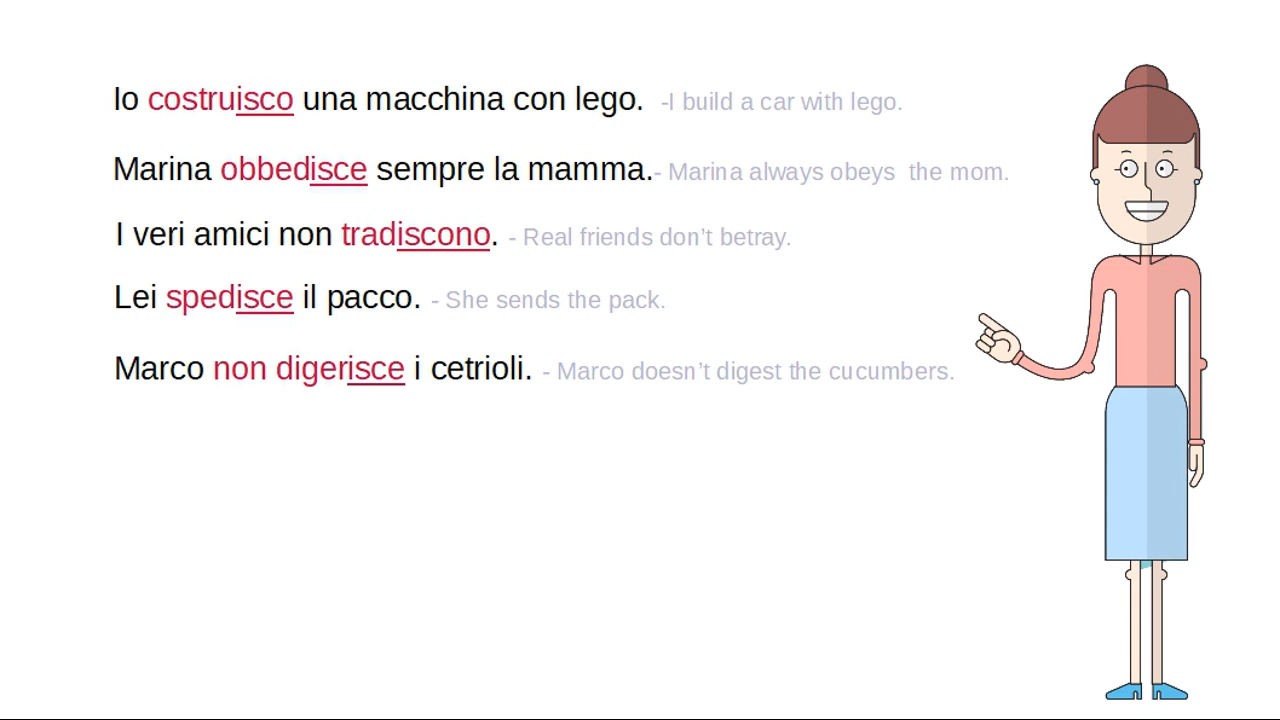 Io costruisco una macchina con lego. -I build a car with lego.
Marina obbedisce sempre la mamma.- Marina always obeys the mom.
I veri amici non tradiscono. - Real friends don’t betray.
Lei spedisce il pacco. - She sends the pack.
Marco non digerisce i cetrioli. - Marco doesn’t digest the cucumbers.